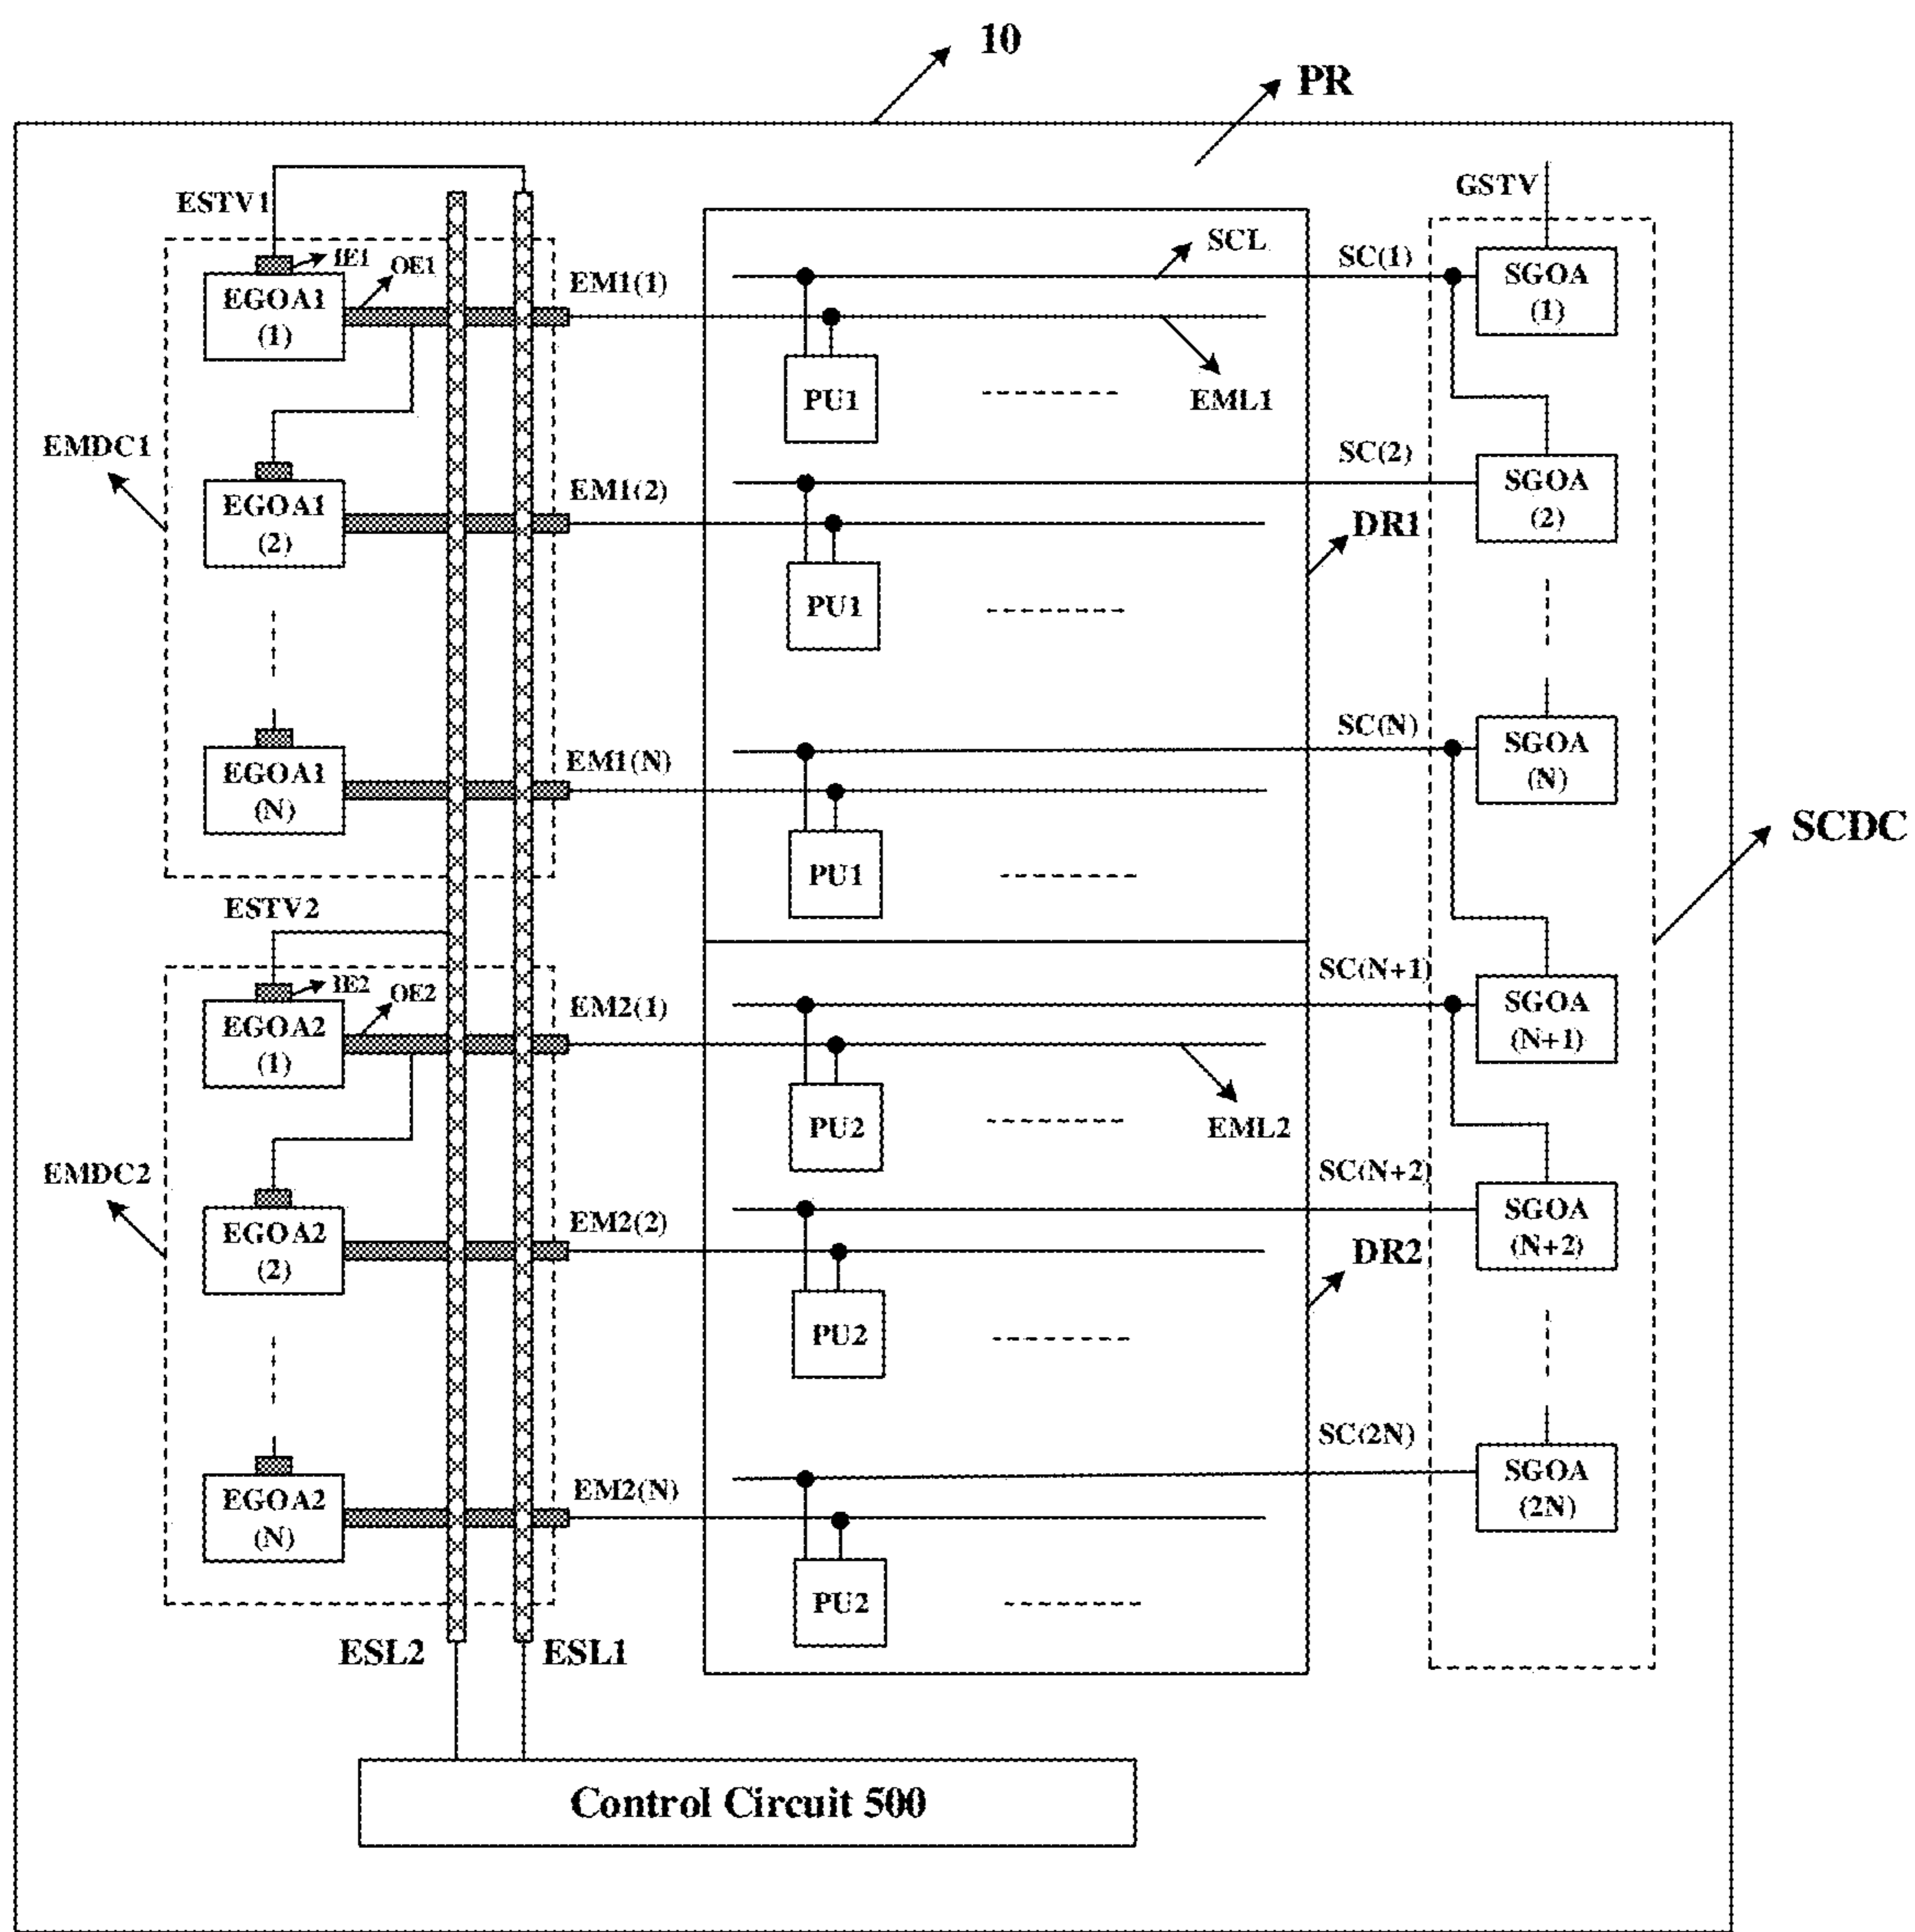 10
PR
ESTV1
GSTV
IE1
OE1
EGOA1
(1)
EM1(1)
SCL
SC(1)
SGOA
(1)
PU1
EML1
EMDC1
EGOA1
(2)
EM1(2)
SC(2)
SGOA
(2)
DR1
PU1
EGOA1
(N)
EM1(N)
SC(N)
SGOA
(N)
SCDC
PU1
ESTV2
IE2
OE2
EGOA2
(1)
EM2(1)
SC(N+1)
SGOA
(N+1)
PU2
EML2
EMDC2
EGOA2
(2)
EM2(2)
SC(N+2)
SGOA
(N+2)
DR2
PU2
EGOA2
(N)
EM2(N)
SC(2N)
SGOA
(2N)
PU2
ESL2
ESL1
Control Circuit 500